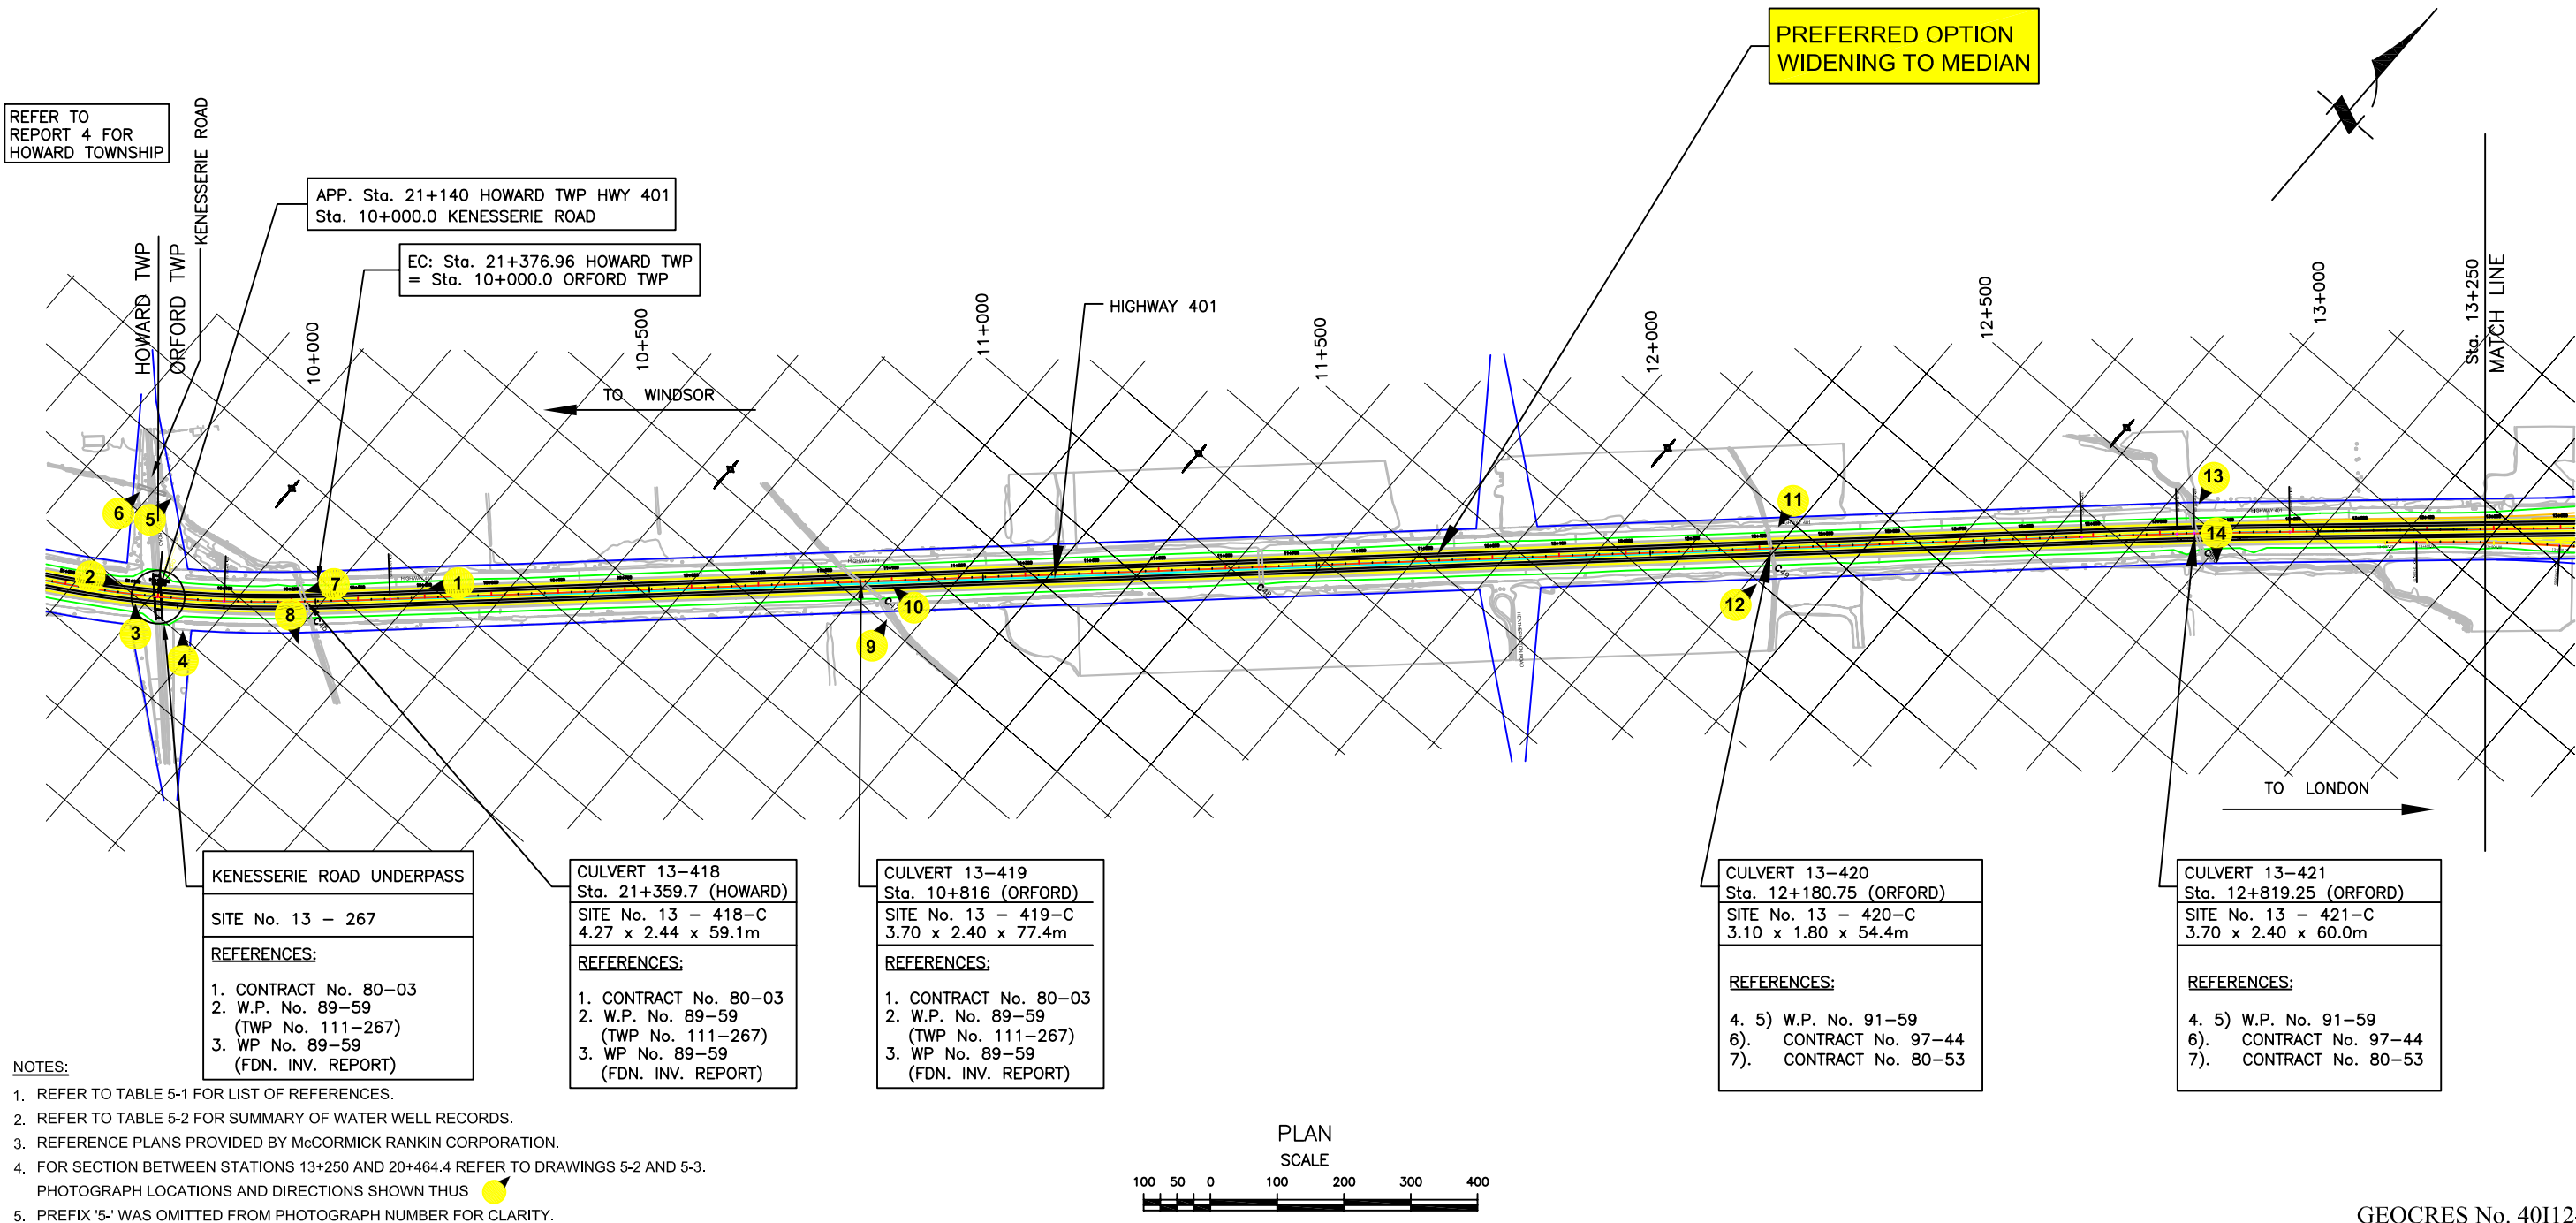 PREFERRED OPTION
WIDENING TO MEDIAN
REFER TO
REPORT 4 FOR
HOWARD TOWNSHIP
KENESSERIE ROAD
HOWARD TWP
ORFORD TWP
APP. Sta. 21+140 HOWARD TWP HWY 401
Sta. 10+000.0 KENESSERIE ROAD
EC: Sta. 21+376.96 HOWARD TWP
= Sta. 10+000.0 ORFORD TWP
HIGHWAY 401
10+000
10+500
11+000
11+500
12+000
12+500
13+000
Sta. 13+250
MATCH LINE
TO WINDSOR
TO LONDON
1
2
3
4
5
6
7
8
9
10
11
12
13
14
KENESSERIE ROAD UNDERPASS
SITE No. 13 - 267
REFERENCES:
1. CONTRACT No. 80-03
2. W.P. No. 89-59
(TWP No. 111-267)
3. WP No. 89-59
(FDN. INV. REPORT)
CULVERT 13-418
Sta. 21+359.7 (HOWARD)
SITE No. 13 - 418-C
4.27 x 2.44 x 59.1m
REFERENCES:
1. CONTRACT No. 80-03
2. W.P. No. 89-59
(TWP No. 111-267)
3. WP No. 89-59
(FDN. INV. REPORT)
CULVERT 13-419
Sta. 10+816 (ORFORD)
SITE No. 13 - 419-C
3.70 x 2.40 x 77.4m
REFERENCES:
1. CONTRACT No. 80-03
2. W.P. No. 89-59
(TWP No. 111-267)
3. WP No. 89-59
(FDN. INV. REPORT)
CULVERT 13-420
Sta. 12+180.75 (ORFORD)
SITE No. 13 - 420-C
3.10 x 1.80 x 54.4m
REFERENCES:
4. 5) W.P. No. 91-59
6). CONTRACT No. 97-44
7). CONTRACT No. 80-53
CULVERT 13-421
Sta. 12+819.25 (ORFORD)
SITE No. 13 - 421-C
3.70 x 2.40 x 60.0m
REFERENCES:
4. 5) W.P. No. 91-59
6). CONTRACT No. 97-44
7). CONTRACT No. 80-53
NOTES:
1. REFER TO TABLE 5-1 FOR LIST OF REFERENCES.
2. REFER TO TABLE 5-2 FOR SUMMARY OF WATER WELL RECORDS.
3. REFERENCE PLANS PROVIDED BY McCORMICK RANKIN CORPORATION.
4. FOR SECTION BETWEEN STATIONS 13+250 AND 20+464.4 REFER TO DRAWINGS 5-2 AND 5-3.
PHOTOGRAPH LOCATIONS AND DIRECTIONS SHOWN THUS
5. PREFIX '5-' WAS OMITTED FROM PHOTOGRAPH NUMBER FOR CLARITY.
PLAN
SCALE
100 50 0 100 200 300 400
GEOCRES No. 40I12